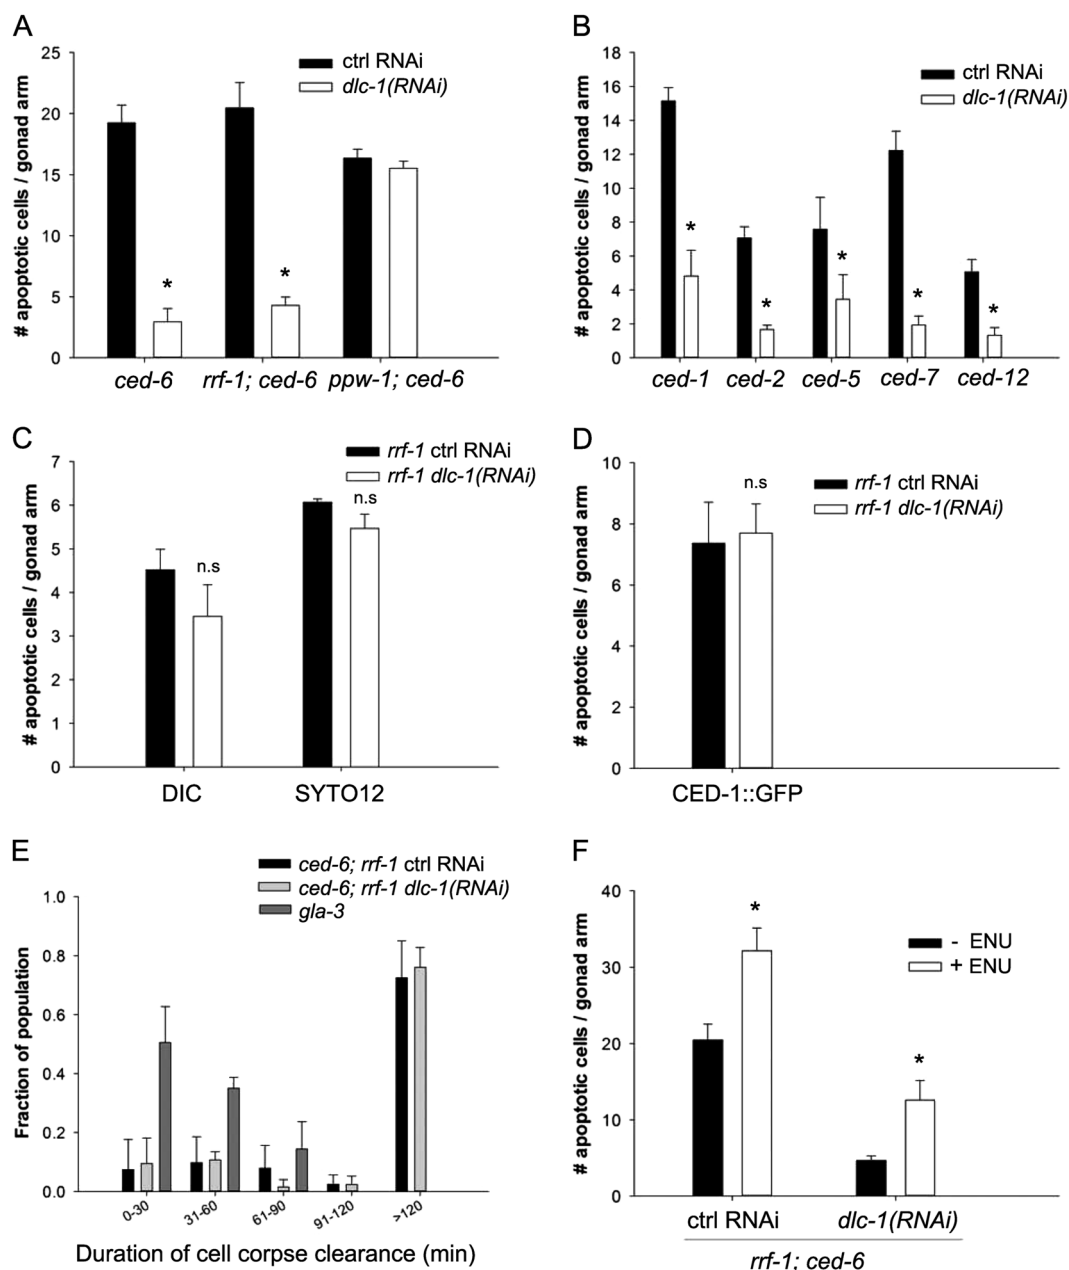 A
ctrl RNAi
dlc-1(RNAi)
# apoptotic cells / gonad arm
25
20
15
10
5
0
*
*
ced-6
rrf-1; ced-6
ppw-1; ced-6
B
ctrl RNAi
dlc-1(RNAi)
# apoptotic cells / gonad arm
18
16
14
12
10
8
6
4
2
0
*
*
*
*
*
ced-1
ced-2
ced-5
ced-7
ced-12
C
rrf-1 ctrl RNAi
rrf-1 dlc-1(RNAi)
# apoptotic cells / gonad arm
7
6
5
4
3
2
1
0
n.s
n.s
DIC
SYTO12
D
rrf-1 ctrl RNAi
rrf-1 dlc-1(RNAi)
# apoptotic cells / gonad arm
10
8
6
4
2
0
n.s
CED-1::GFP
E
ced-6; rrf-1 ctrl RNAi
ced-6; rrf-1 dlc-1(RNAi)
gla-3
Fraction of population
1.0
0.8
0.6
0.4
0.2
0.0
0-30
31-60
61-90
91-120
>120
Duration of cell corpse clearance (min)
F
- ENU
+ ENU
# apoptotic cells / gonad arm
40
30
20
10
0
*
*
ctrl RNAi
dlc-1(RNAi)
rrf-1; ced-6